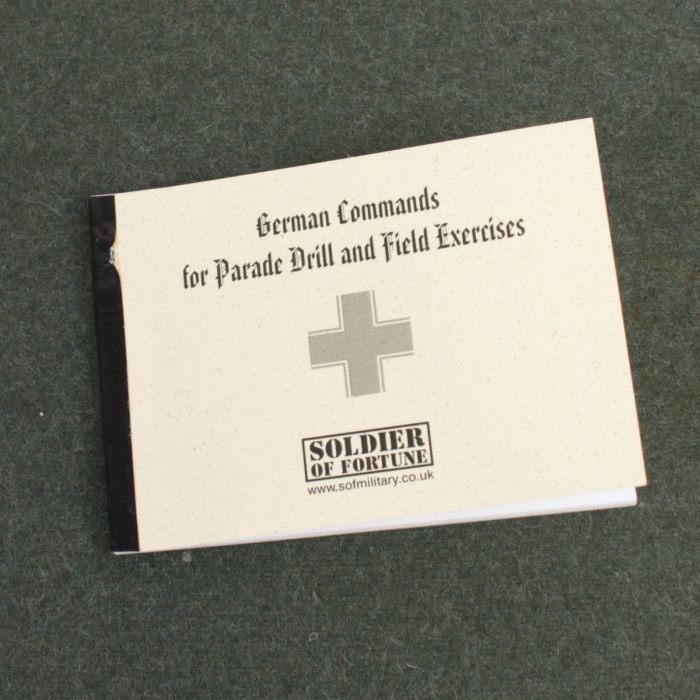 German Commands
for Parade Drill and Field Exercises
SOLDIER
OF FORTUNE
www.sofmilitary.co.uk